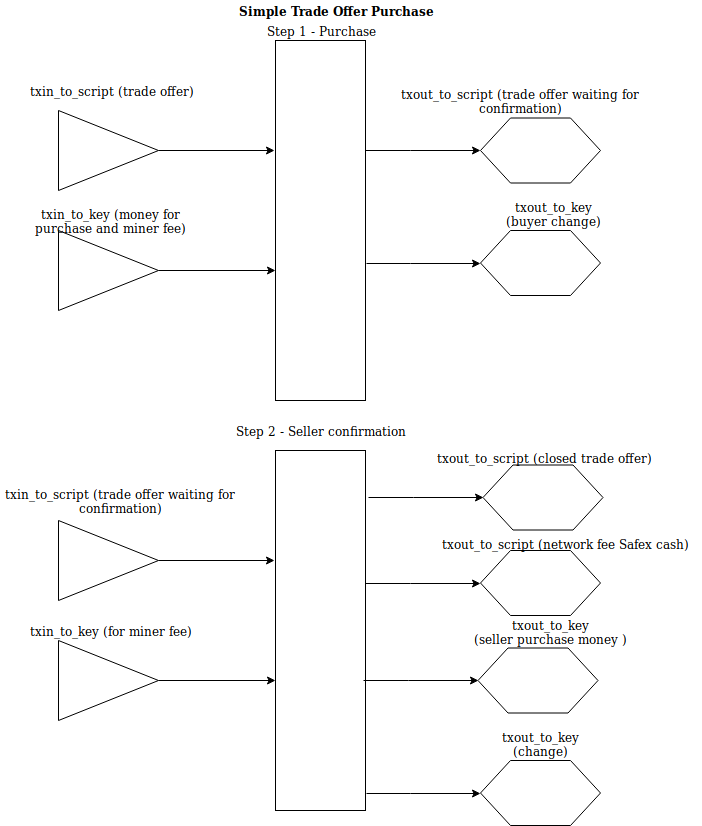 Simple Trade Offer Purchase
Step 1 - Purchase
txin_to_script (trade offer)
txout_to_script (trade offer waiting for
confirmation)
txin_to_key (money for
purchase and miner fee)
txout_to_key
(buyer change)
Step 2 - Seller confirmation
txout_to_script (closed trade offer)
txin_to_script (trade offer waiting for
confirmation)
txout_to_script (network fee Safex cash)
txin_to_key (for miner fee)
txout_to_key
(seller purchase money )
txout_to_key
(change)